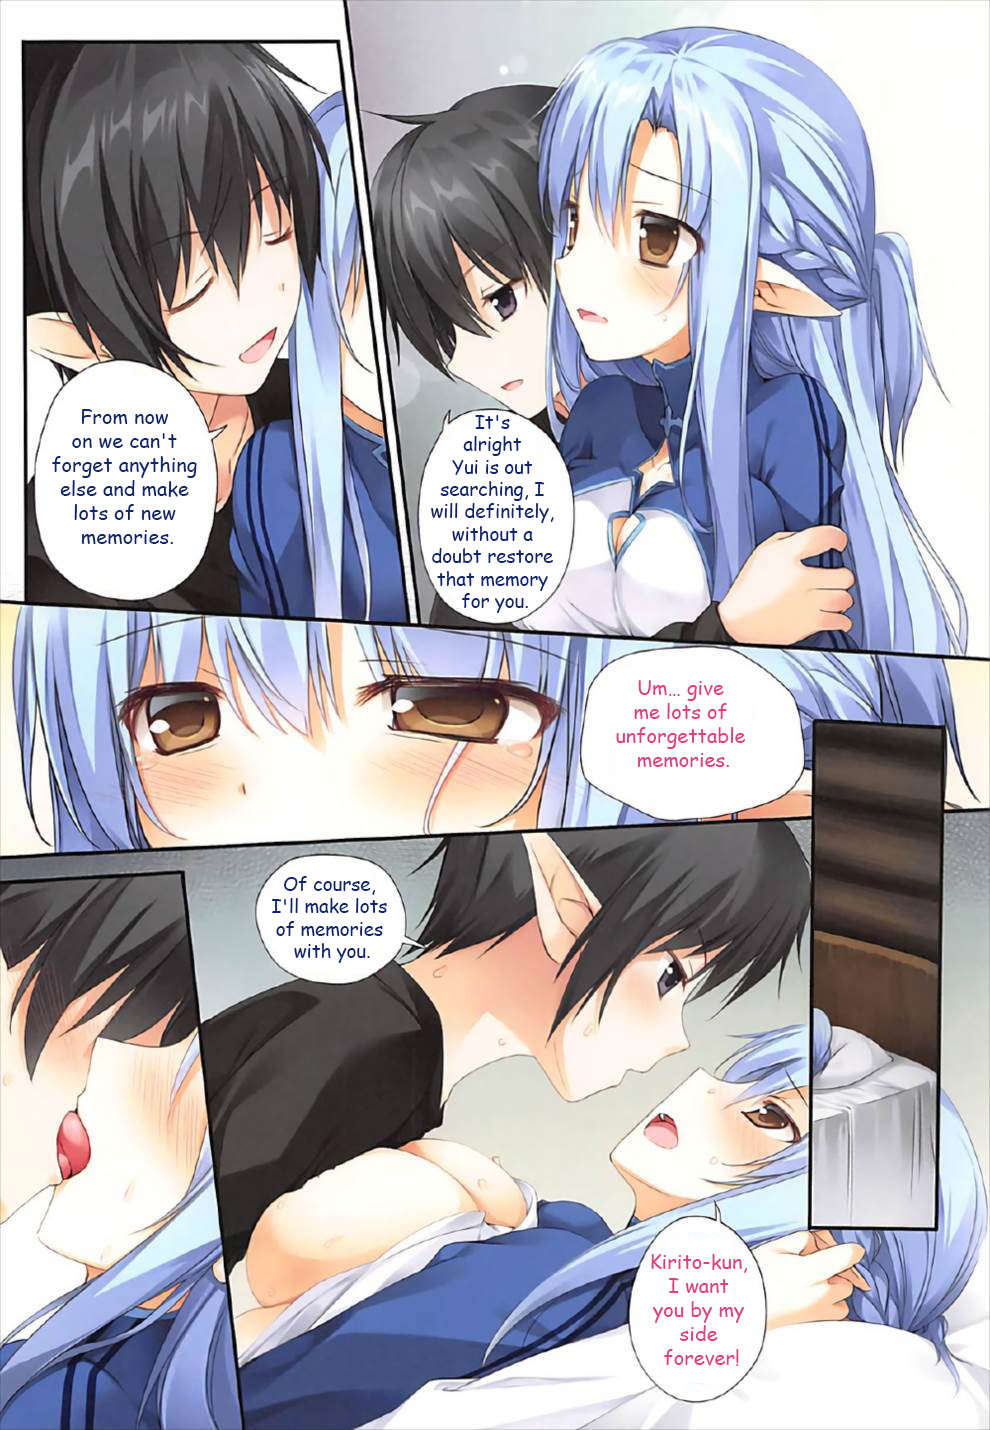 It's
alright
Yui is out
searching, I
will definitely,
without a
doubt restore
that memory
for you.
From now
on we can't
forget anything
else and make
lots of new
memories.
Um... give
me lots of
unforgettable
memories.
Of course,
I'll make lots
of memories
with you.
Kirito-kun,
I want
you by my
side
forever!